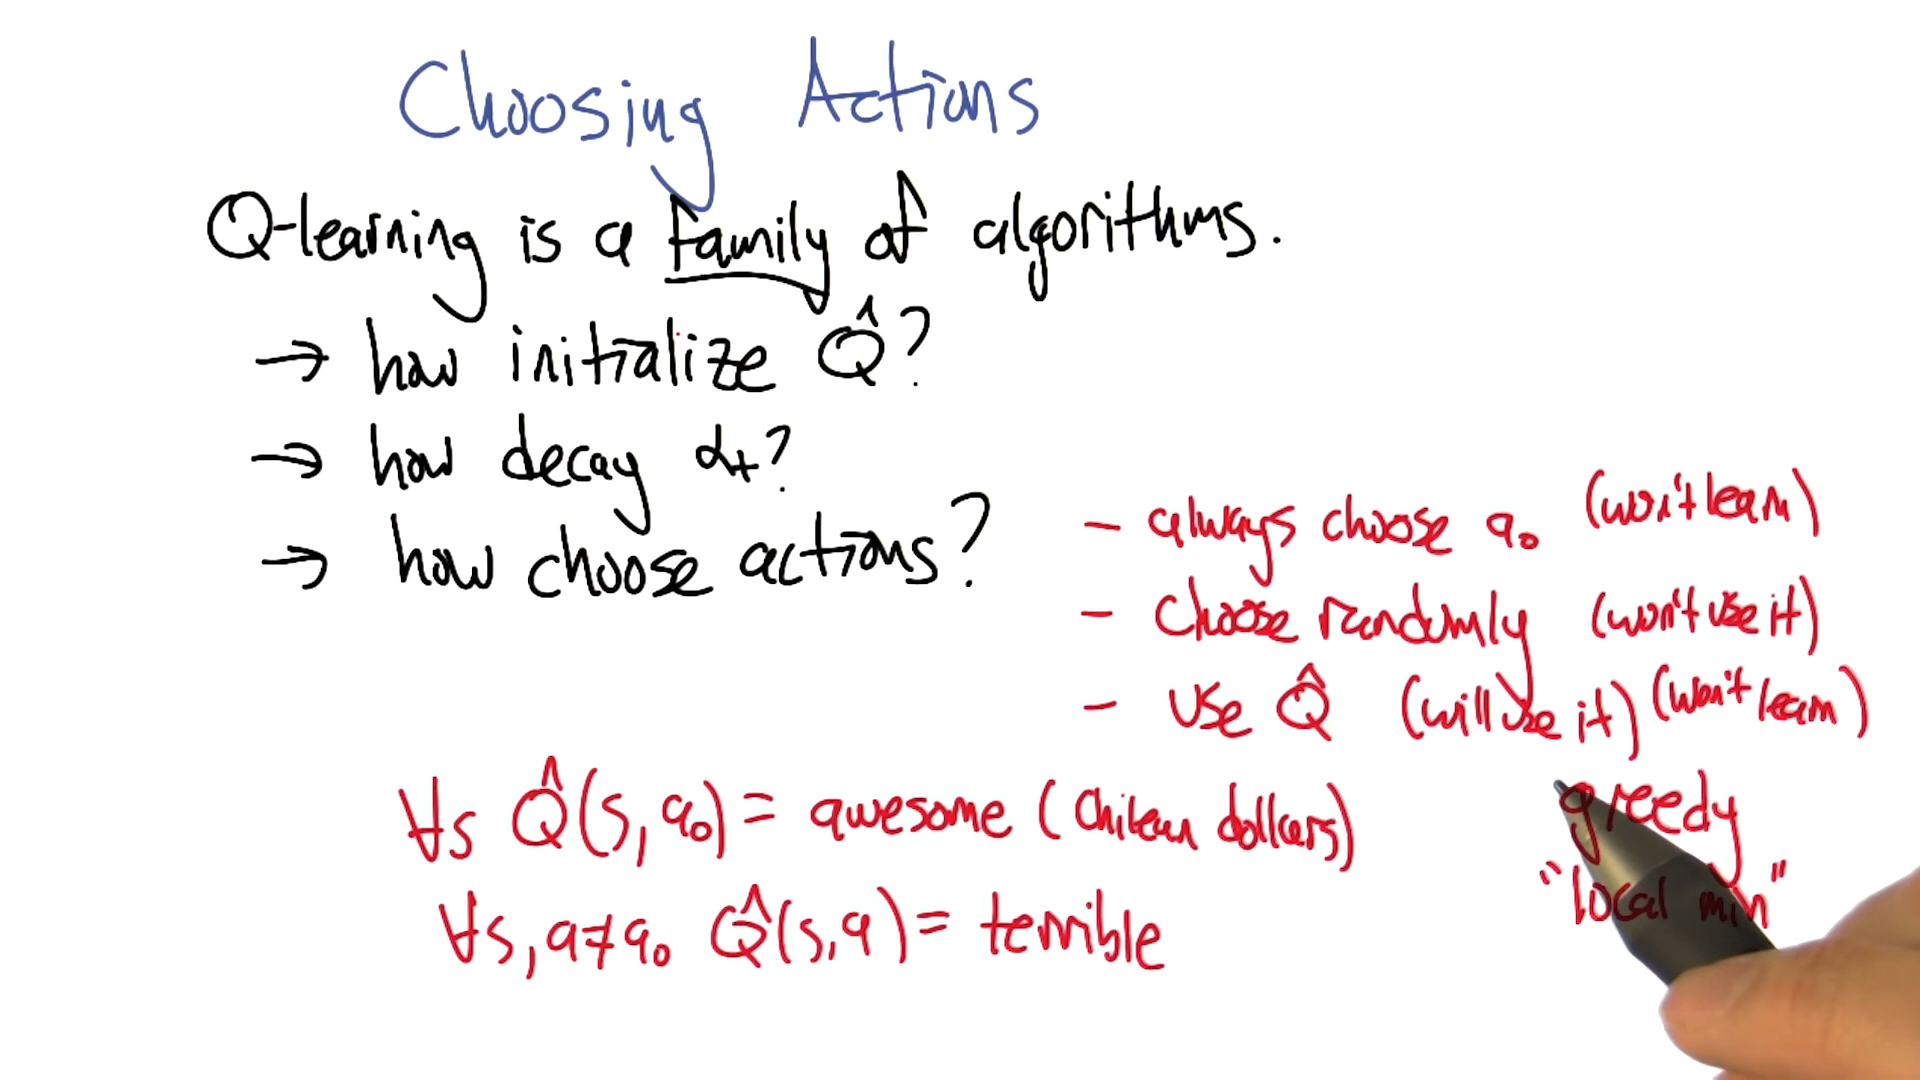 Choosing Actions
Q-learning is a family of algorithms.
→ how initialize Q̂?
→ how decay αt?
→ how choose actions?
- always choose a₀ (won't learn)
- choose randomly (won't use it)
- use Q̂ (will use it) (won't learn)
greedy
"local min"
∀s Q̂(s, a₀) = awesome (Chilean dollars)
∀s, a≠a₀ Q̂(s, a) = terrible